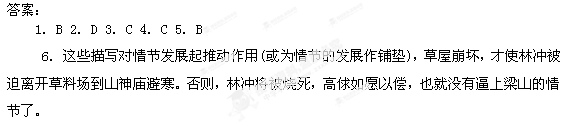 答案:
1. B 2. D 3. C 4. C 5. B
6. 这些描写对情节发展起推动作用(或为情节的发展作铺垫), 草屋崩坏, 才使林冲被
迫离开草料场到山神庙避寒。否则, 林冲将被烧死, 高俅如愿以偿, 也就没有逼上梁山的情
节了。